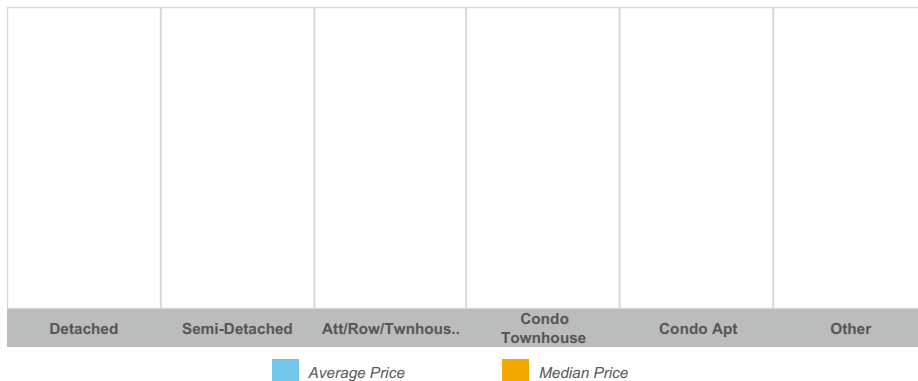 Detached
Semi-Detached
Att/Row/Twnhous..
Condo
Townhouse
Condo Apt
Other
Average Price
Median Price